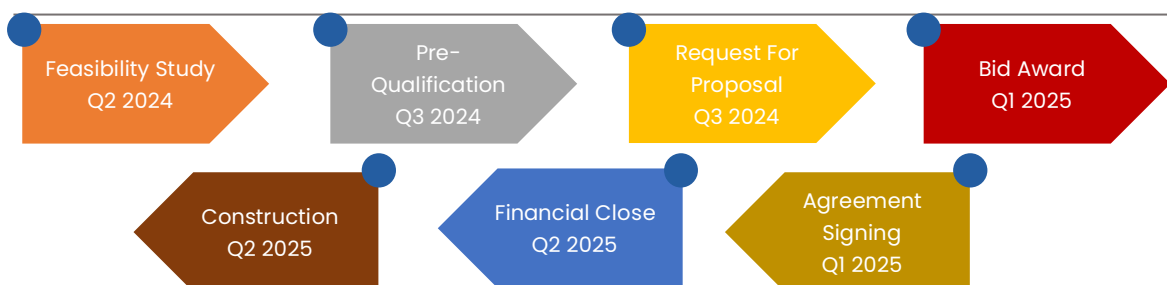 Feasibility Study
Q2 2024
Pre-
Qualification
Q3 2024
Request For
Proposal
Q3 2024
Bid Award
Q1 2025
Agreement
Signing
Q1 2025
Financial Close
Q2 2025
Construction
Q2 2025